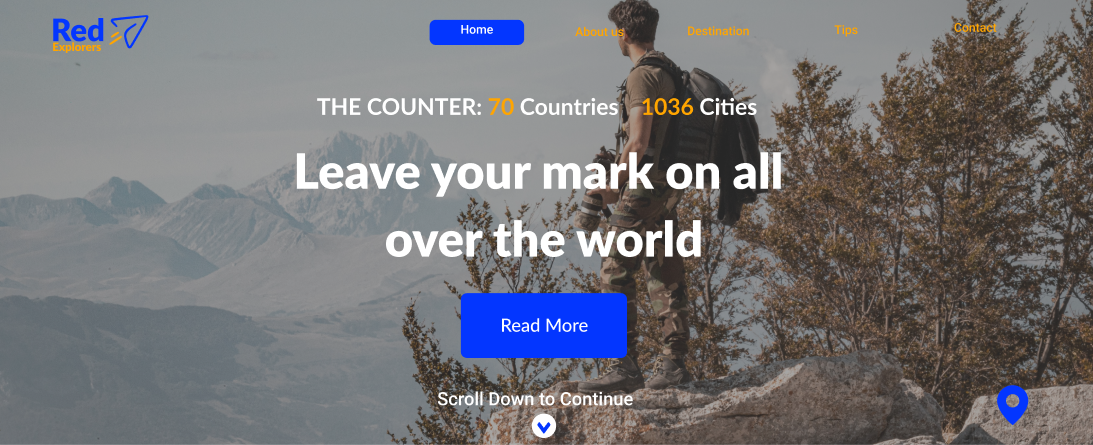 Red
Explorers
Home
About us
Destination
Tips
Contact
THE COUNTER: 70 Countries 1036 Cities
Leave your mark on all
over the world
Read More
Scroll Down to Continue